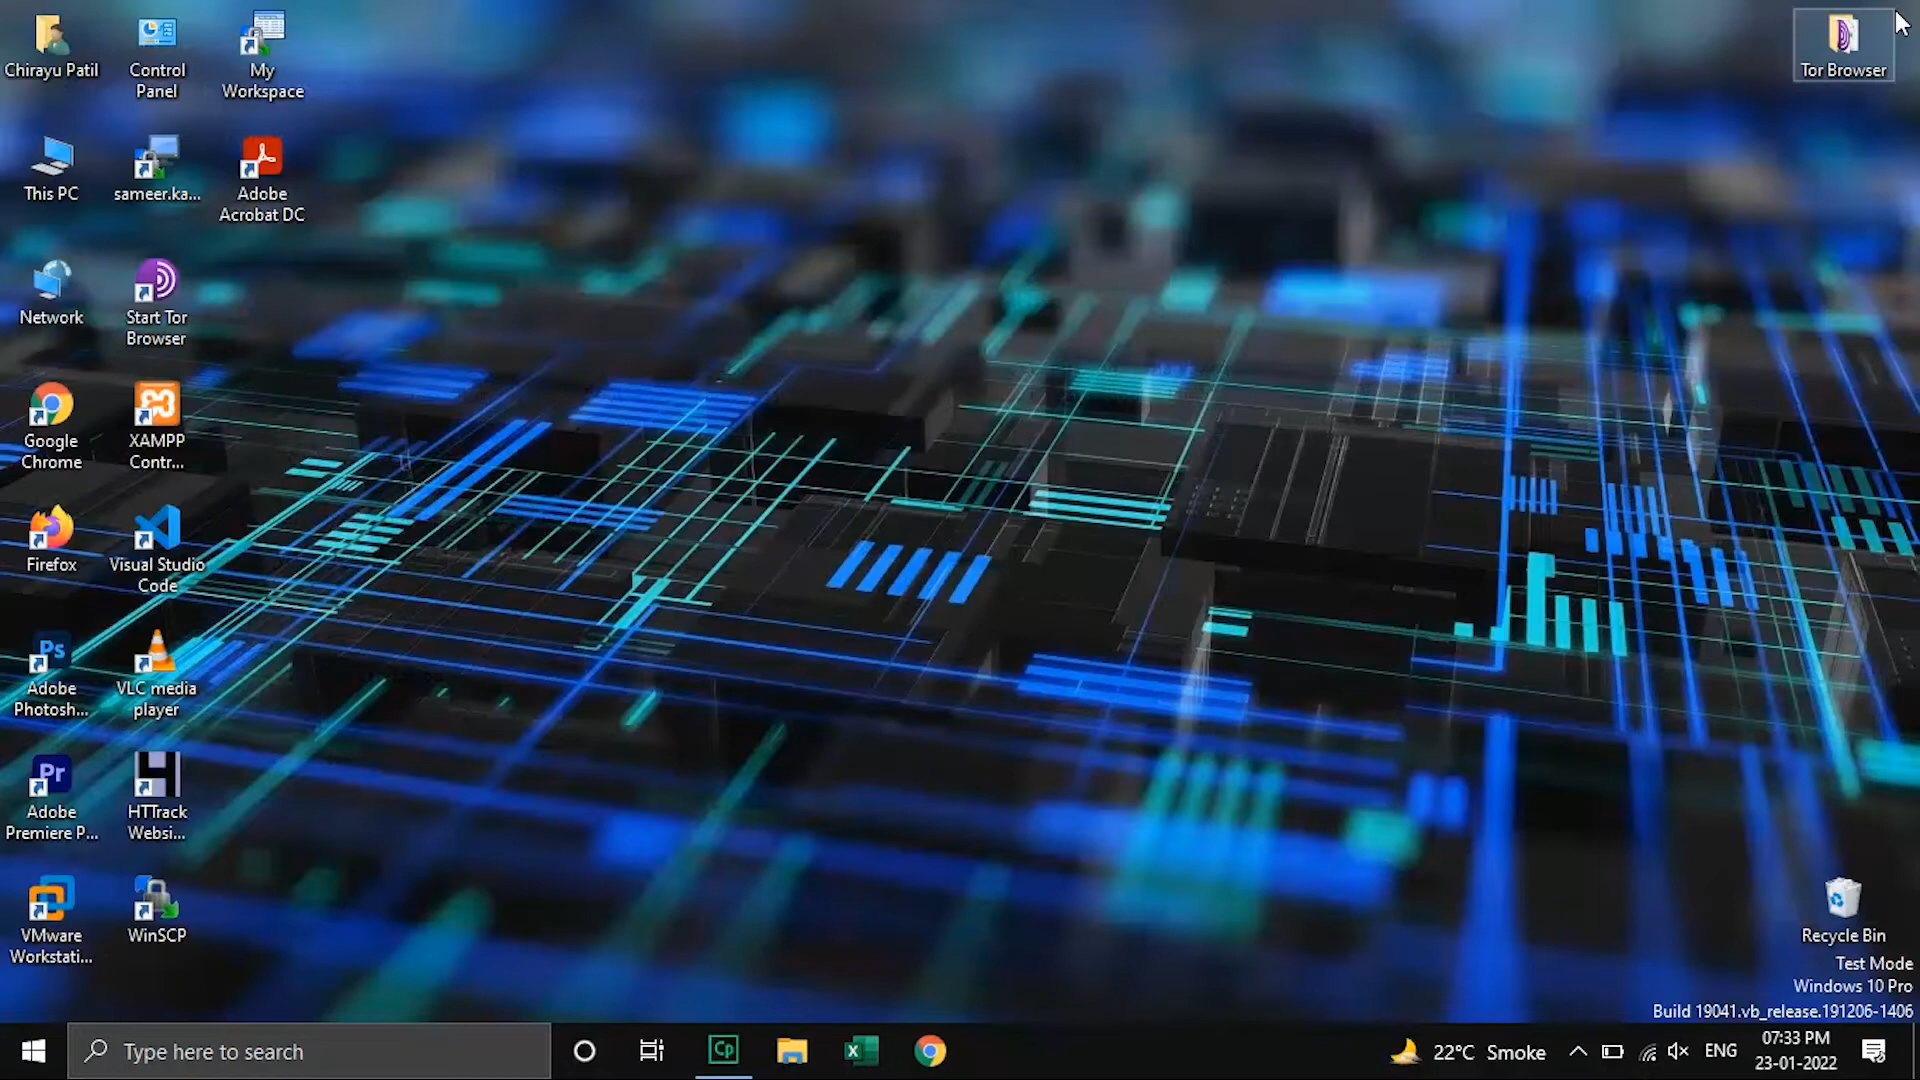 Chirayu Patil
Control
Panel
My
Workspace
Tor Browser
This PC
sameer.ka...
Adobe
Acrobat DC
Network
Start Tor
Browser
Google
Chrome
XAMPP
Contr...
Firefox
Visual Studio
Code
Ps
Adobe
Photosh...
VLC media
player
Pr
Adobe
Premiere P...
HTTrack
Websi...
VMware
Workstati...
WinSCP
Recycle Bin
Test Mode
Windows 10 Pro
Build 19041.vb_release.191206-1406
Type here to search
Cp
X
22°C Smoke
ENG
07:33 PM
23-01-2022